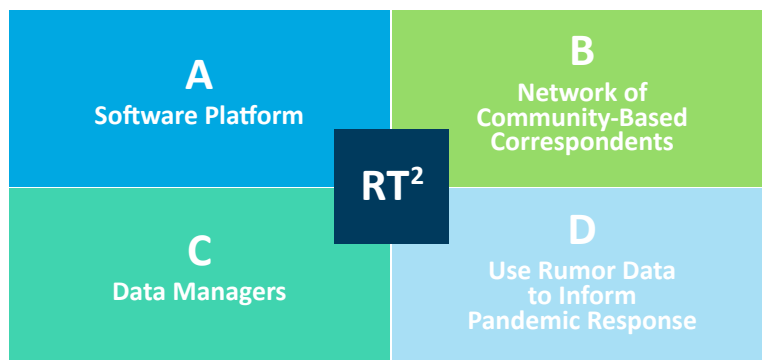 A
Software Platform
B
Network of
Community-Based
Correspondents
RT²
C
Data Managers
D
Use Rumor Data
to Inform
Pandemic Response